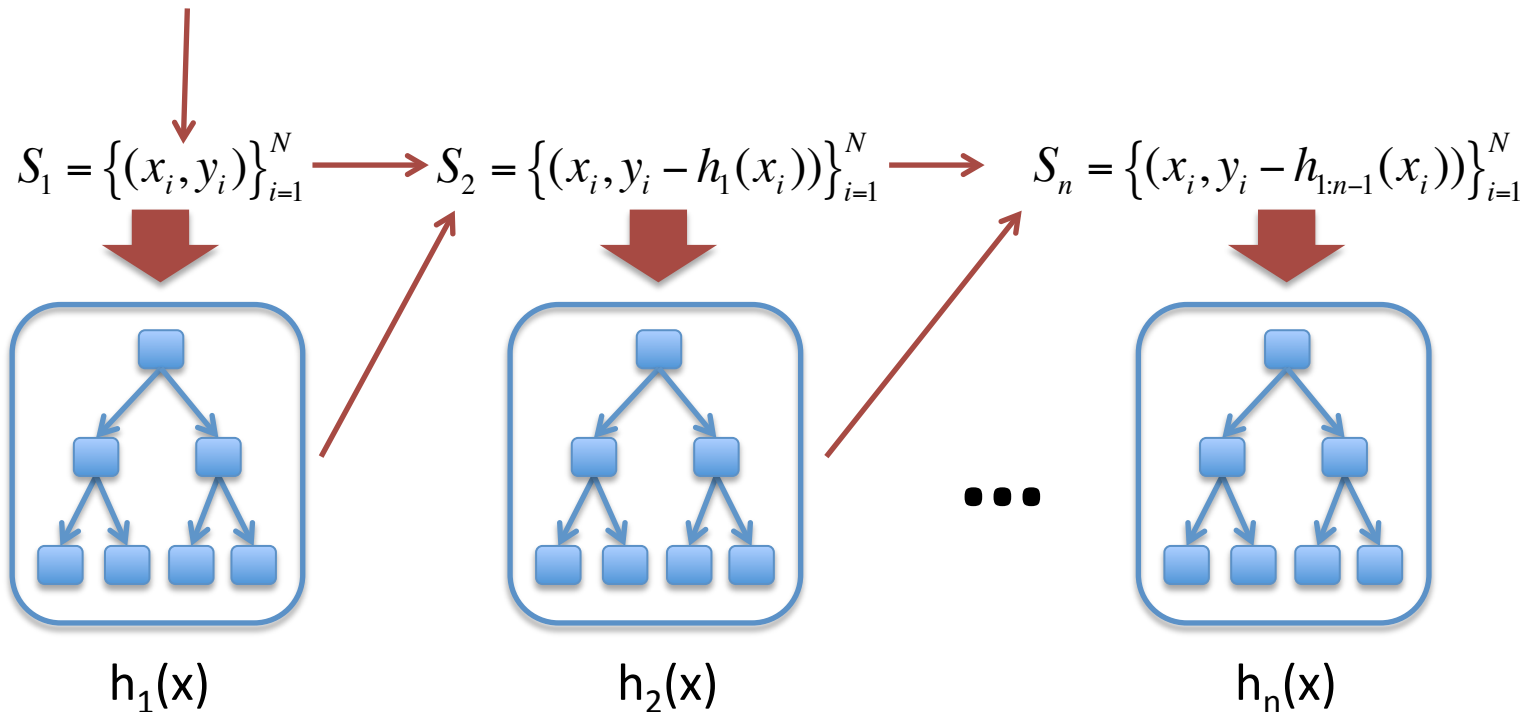 S₁ = {(xᵢ, yᵢ)}ᵢ₌₁ᴺ
S₂ = {(xᵢ, yᵢ − h₁(xᵢ))}ᵢ₌₁ᴺ
Sₙ = {(xᵢ, yᵢ − h₁:ₙ₋₁(xᵢ))}ᵢ₌₁ᴺ
...
h₁(x)
h₂(x)
hₙ(x)